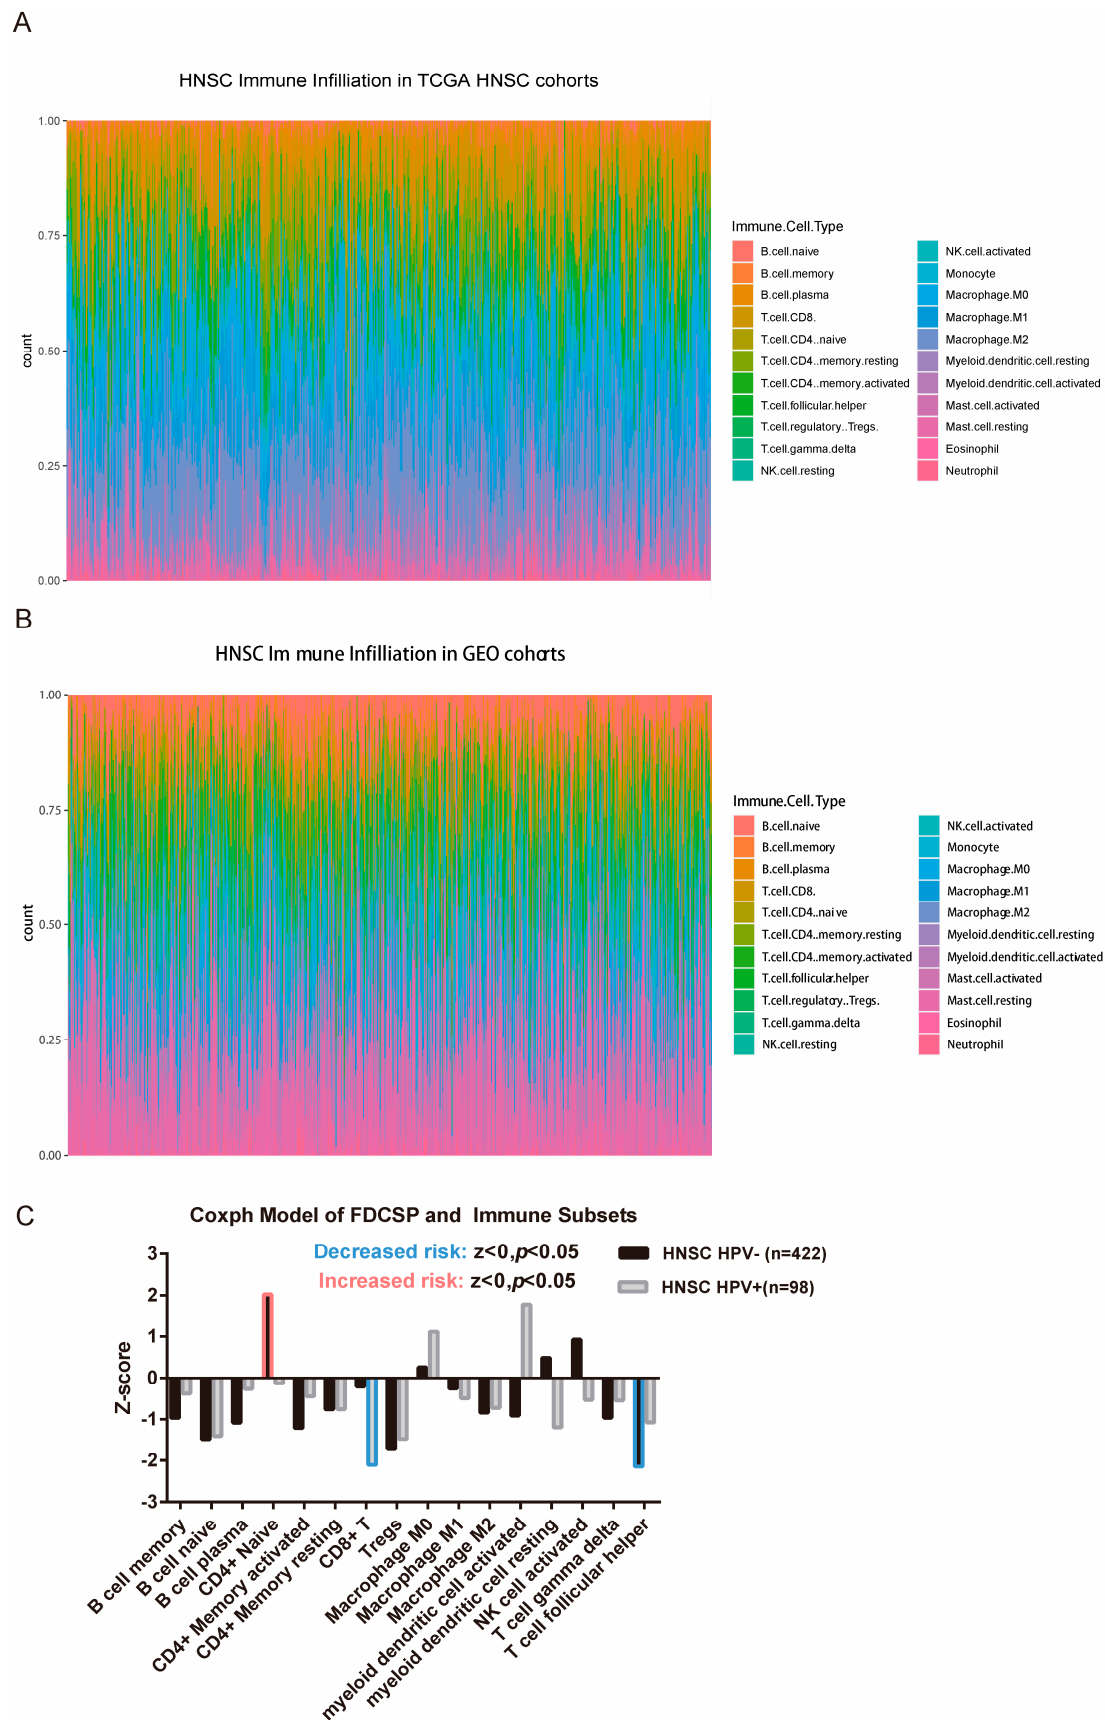 A
HNSC Immune Infilliation in TCGA HNSC cohorts
1.00
0.75
0.50
0.25
0.00
count
Immune.Cell.Type
B.cell.naive
B.cell.memory
B.cell.plasma
T.cell.CD8.
T.cell.CD4..naive
T.cell.CD4..memory.resting
T.cell.CD4..memory.activated
T.cell.follicular.helper
T.cell.regulatory..Tregs.
T.cell.gamma.delta
NK.cell.resting
NK.cell.activated
Monocyte
Macrophage.M0
Macrophage.M1
Macrophage.M2
Myeloid.dendritic.cell.resting
Myeloid.dendritic.cell.activated
Mast.cell.activated
Mast.cell.resting
Eosinophil
Neutrophil
B
HNSC Im mune Infilliation in GEO cohorts
1.00
0.75
0.50
0.25
0.00
count
Immune.Cell.Type
B.cell.naive
B.cell.memory
B.cell.plasma
T.cell.CD8.
T.cell.CD4..nai ve
T.cell.CD4..memory.resting
T.cell.CD4..memory.activated
T.cell.follicular.helper
T.cell.regulatory..Tregs.
T.cell.gamma.delta
NK.cell.resting
NK.cell.activated
Monocyte
Macrophage.M0
Macrophage.M1
Macrophage.M2
Myeloid.dendritic.cell.resting
Myeloid.dendritic.cell.activated
Mast.cell.activated
Mast.cell.resting
Eosinophil
Neutrophil
C
Coxph Model of FDCSP and Immune Subsets
Decreased risk: z<0,p<0.05
Increased risk: z<0,p<0.05
HNSC HPV- (n=422)
HNSC HPV+(n=98)
3
2
1
0
-1
-2
-3
Z-score
B cell memory
B cell naive
B cell plasma
CD4+ Naive
CD4+ Memory activated
CD4+ Memory resting
CD8+ T
Tregs
Macrophage M0
Macrophage M1
Macrophage M2
myeloid dendritic cell activated
myeloid dendritic cell resting
NK cell activated
T cell gamma delta
T cell follicular helper